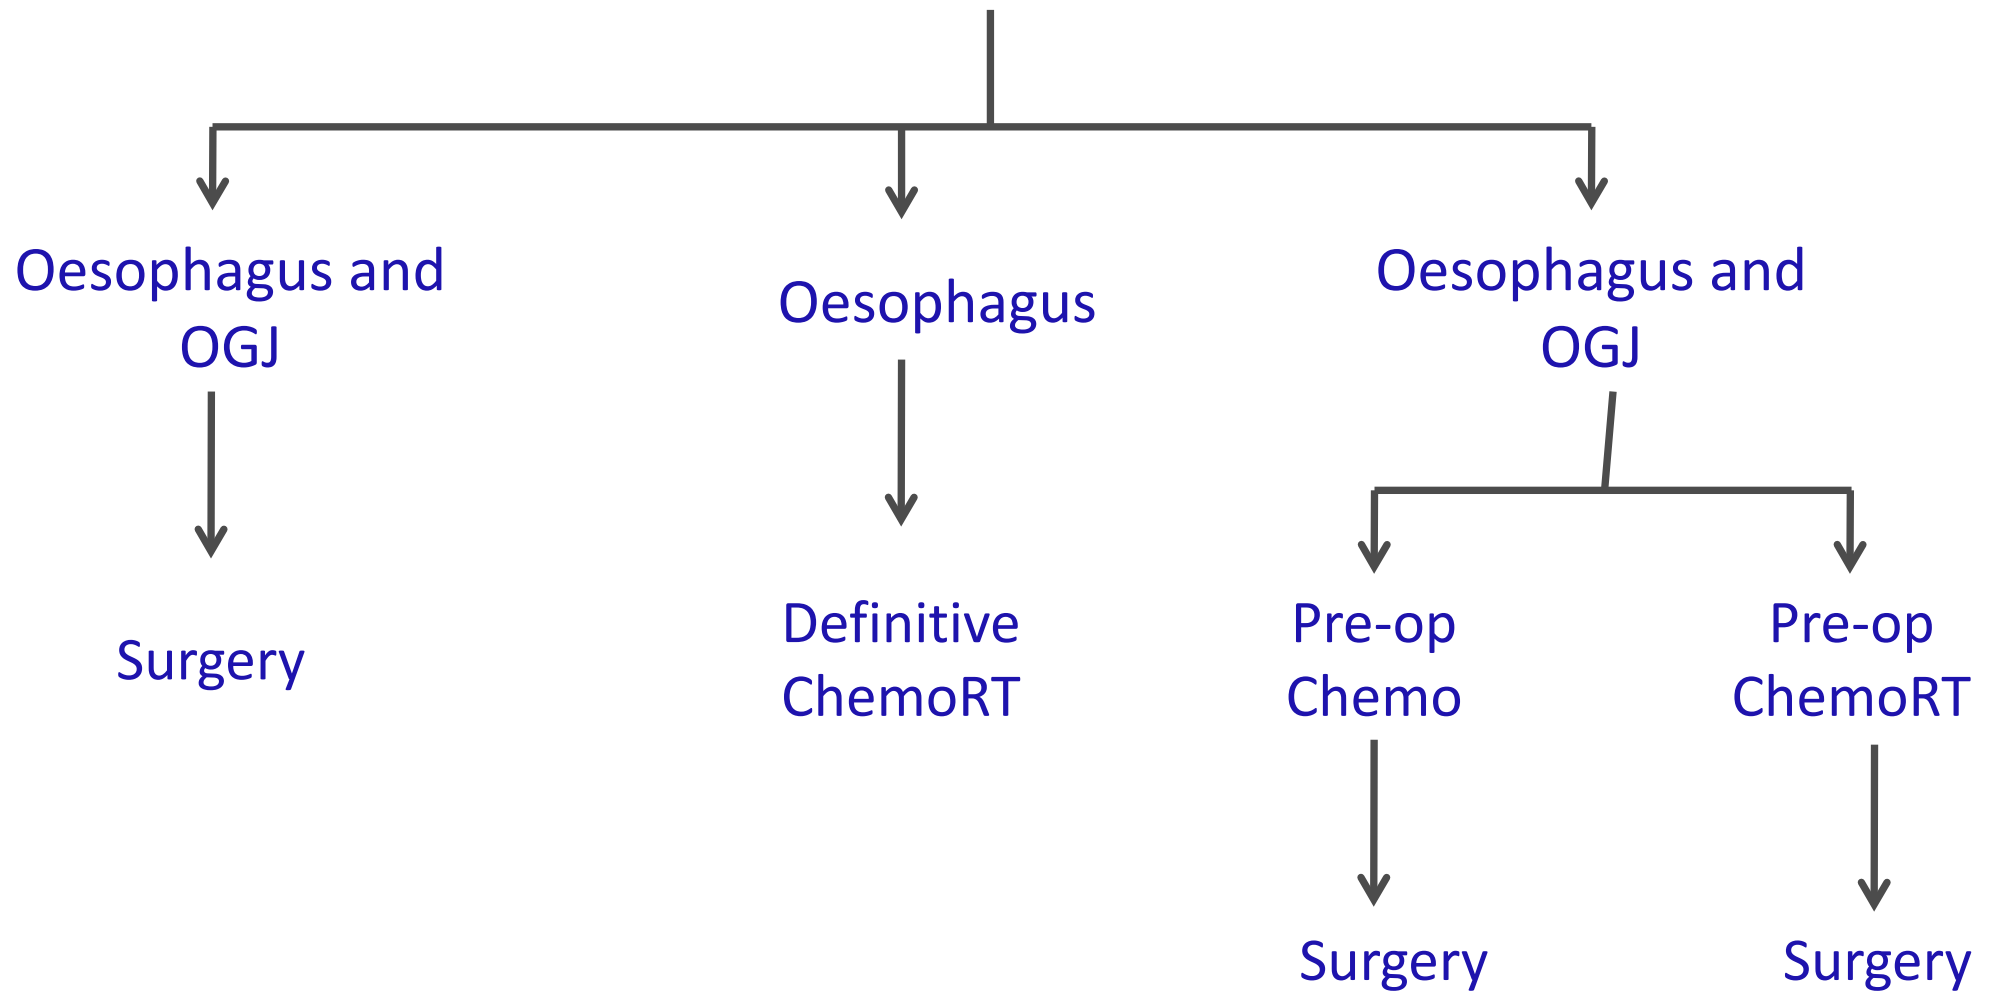 Oesophagus and
OGJ
Oesophagus
Oesophagus and
OGJ
Surgery
Definitive
ChemoRT
Pre-op
Chemo
Pre-op
ChemoRT
Surgery
Surgery